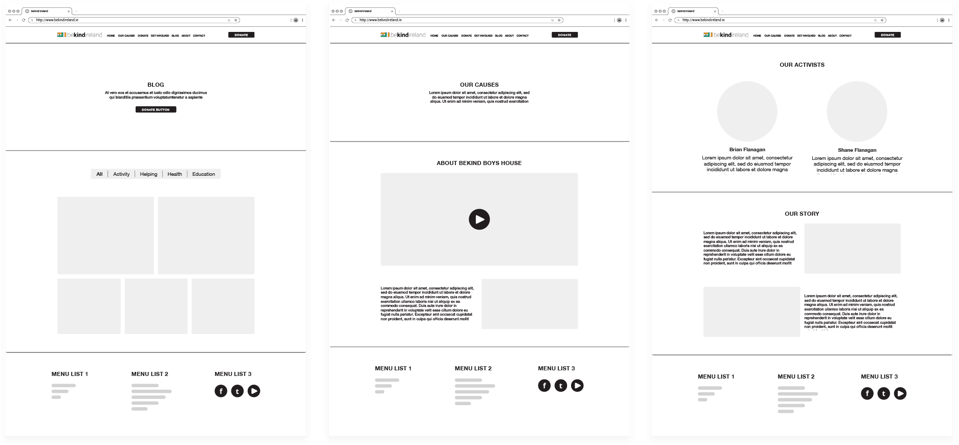 bekindireland
http://www.bekindireland.ie
bekindireland HOME OUR CAUSES DONATE GET INVOLVED BLOG ABOUT CONTACT DONATE
BLOG
At vero eos et accusamus et iusto odio dignissimos ducimus
qui blanditiis praesentium voluptatum
DONATE BUTTON
All Activity Helping Health Education
MENU LIST 1 MENU LIST 2 MENU LIST 3
f t
bekindireland
http://www.bekindireland.ie
bekindireland HOME OUR CAUSES DONATE GET INVOLVED BLOG ABOUT CONTACT DONATE
OUR CAUSES
Lorem ipsum dolor sit amet, consectetur adipiscing elit, sed
do eiusmod tempor incididunt ut labore et dolore magna
aliqua. Ut enim ad minim veniam, quis nostrud exercitation
ABOUT BEKIND BOYS HOUSE
Lorem ipsum dolor sit amet, consectetur adipiscing elit,
sed do eiusmod tempor incididunt ut labore et dolore
magna aliqua. Ut enim ad minim veniam, quis nostrud
exercitation ullamco laboris nisi ut aliquip ex ea
commodo consequat. Duis aute irure dolor in
reprehenderit in voluptate velit esse cillum dolore eu
fugiat nulla pariatur. Excepteur sint occaecat cupidatat
non proident, sunt in culpa qui officia deserunt mollit
MENU LIST 1 MENU LIST 2 MENU LIST 3
f t
bekindireland
http://www.bekindireland.ie
bekindireland HOME OUR CAUSES DONATE GET INVOLVED BLOG ABOUT CONTACT DONATE
OUR ACTIVISTS
Brian Flanagan
Lorem ipsum dolor sit amet, consectetur
adipiscing elit, sed do eiusmod tempor
incididunt ut labore et dolore magna
Shane Flanagan
Lorem ipsum dolor sit amet, consectetur
adipiscing elit, sed do eiusmod tempor
incididunt ut labore et dolore magna
OUR STORY
Lorem ipsum dolor sit amet, consectetur adipiscing elit,
sed do eiusmod tempor incididunt ut labore et dolore
magna aliqua. Ut enim ad minim veniam, quis nostrud
exercitation ullamco laboris nisi ut aliquip ex ea
commodo consequat. Duis aute irure dolor in
reprehenderit in voluptate velit esse cillum dolore eu
fugiat nulla pariatur. Excepteur sint occaecat cupidatat
non proident, sunt in culpa qui officia deserunt mollit
Lorem ipsum dolor sit amet, consectetur adipiscing elit,
sed do eiusmod tempor incididunt ut labore et dolore
magna aliqua. Ut enim ad minim veniam, quis nostrud
exercitation ullamco laboris nisi ut aliquip ex ea
commodo consequat. Duis aute irure dolor in
reprehenderit in voluptate velit esse cillum dolore eu
fugiat nulla pariatur. Excepteur sint occaecat cupidatat
non proident, sunt in culpa qui officia deserunt mollit
MENU LIST 1 MENU LIST 2 MENU LIST 3
f t